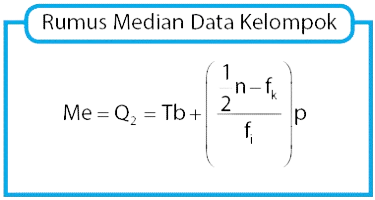 Rumus Median Data Kelompok
Me = Q₂ = Tb + ( (1/2 n − fₖ) / fᵢ ) p